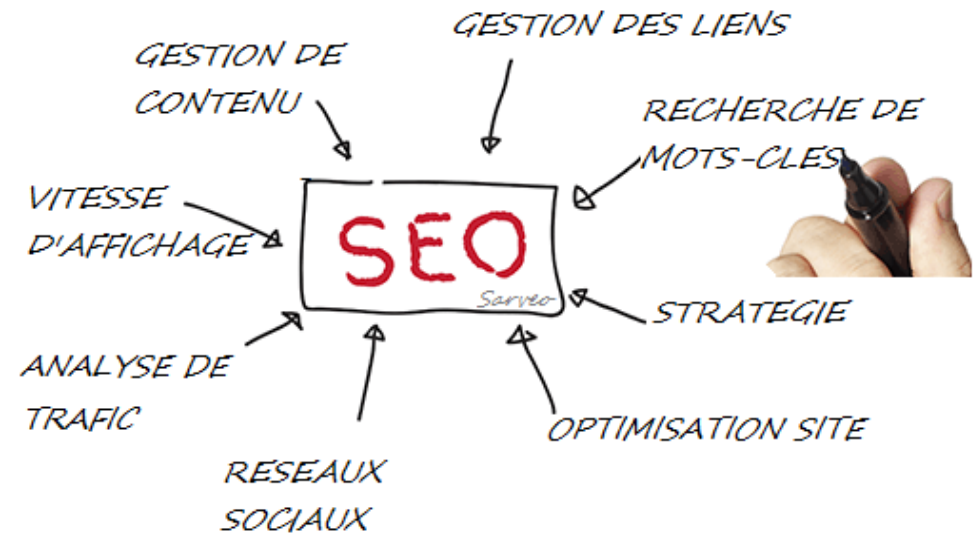 GESTION DES LIENS
GESTION DE
CONTENU
RECHERCHE DE
MOTS-CLES
VITESSE
D'AFFICHAGE
SEO
Sarveo
STRATEGIE
ANALYSE DE
TRAFIC
OPTIMISATION SITE
RESEAUX
SOCIAUX